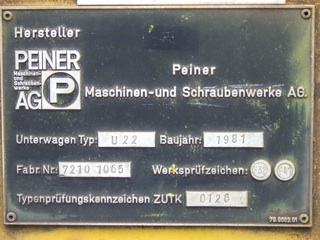 Hersteller
PEINER
Maschinen- und
Schrauben-
werke
AG
P
Peiner
Maschinen-und Schraubenwerke AG.
Unterwagen Typ: U 22 Baujahr: 1981
Fabr. Nr.: 7210 1065 Werksprüfzeichen:
Typenprüfungskennzeichen ZUTK 0126